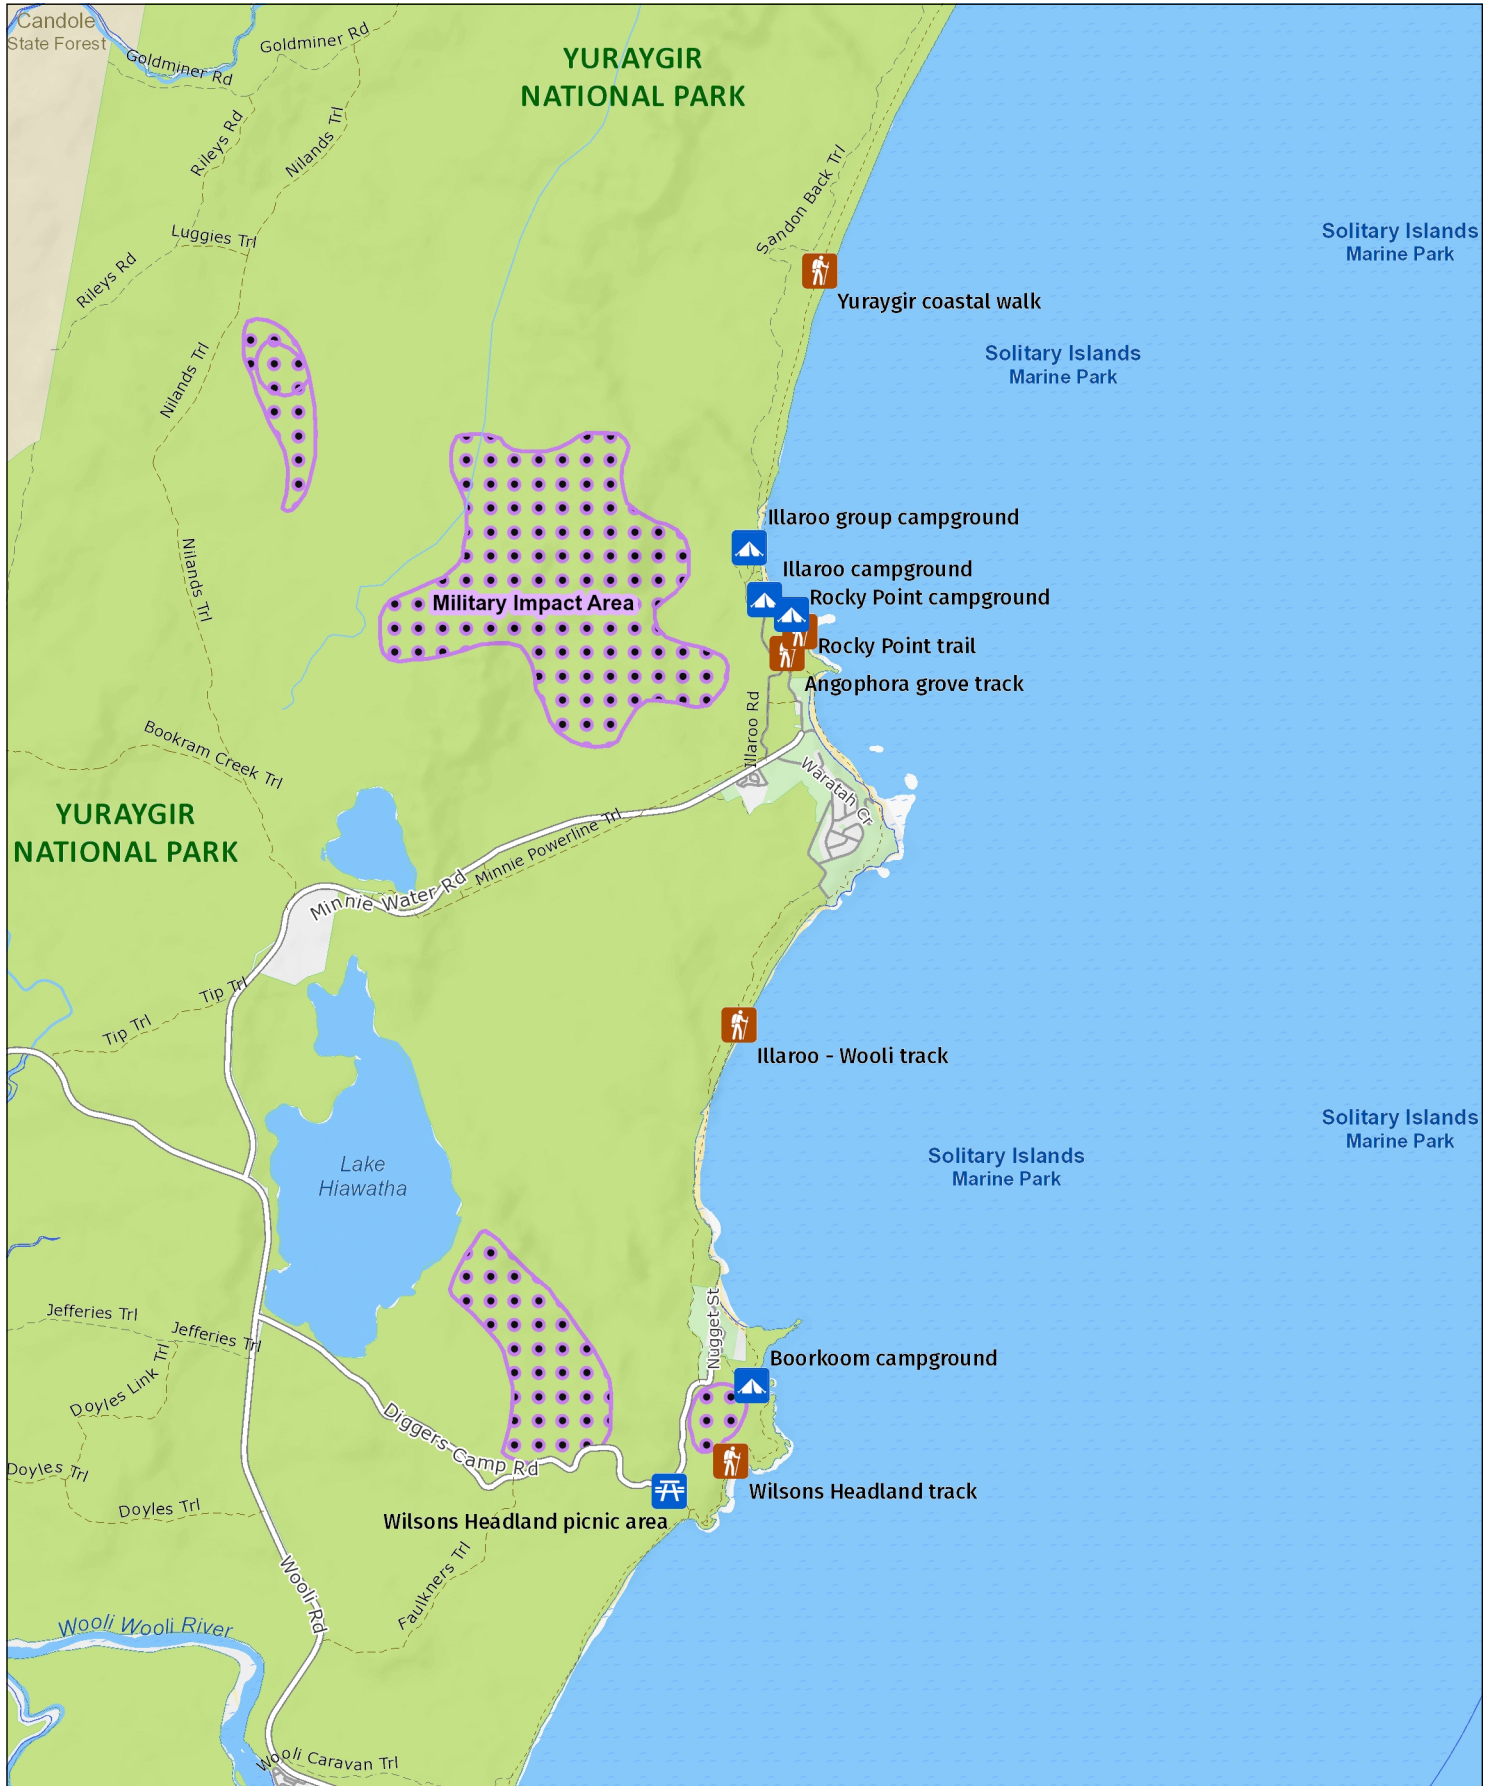 Candole
State Forest
Goldminer Rd
Goldminer Rd
YURAYGIR
NATIONAL PARK
Rileys Rd
Nilands Trl
Sandon Back Trl
Luggies Trl
Rileys Rd
Solitary Islands
Marine Park
Yuraygir coastal walk
Nilands Trl
Solitary Islands
Marine Park
Illaroo group campground
Nilands Trl
Illaroo campground
Rocky Point campground
Military Impact Area
Rocky Point trail
Angophora grove track
Illaroo Rd
Bookram Creek Trl
Waratah Cr
YURAYGIR
NATIONAL PARK
Minnie Powerline Trl
Minnie Water Rd
Tip Trl
Tip Trl
Illaroo - Wooli track
Solitary Islands
Marine Park
Solitary Islands
Marine Park
Lake
Hiawatha
Jefferies Trl
Jefferies Trl
Nugget St
Boorkoom campground
Doyles Link Trl
Diggers Camp Rd
Doyles Trl
Wilsons Headland track
Doyles Trl
Wilsons Headland picnic area
Faulkners Trl
Wooli Rd
Wooli Wooli River
Wooli Caravan Trl